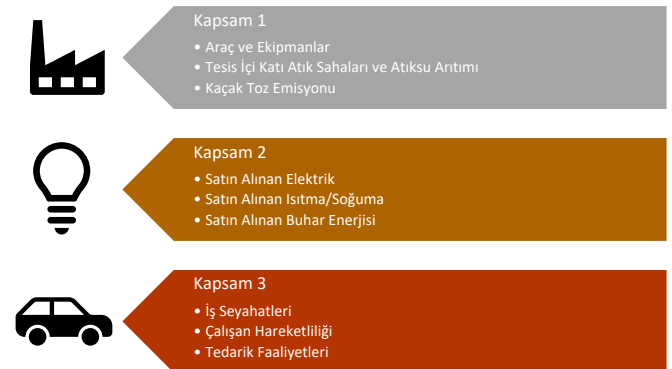 Kapsam 1
• Araç ve Ekipmanlar
• Tesis İçi Katı Atık Sahaları ve Atıksu Arıtımı
• Kaçak Toz Emisyonu
Kapsam 2
• Satın Alınan Elektrik
• Satın Alınan Isıtma/Soğuma
• Satın Alınan Buhar Enerjisi
Kapsam 3
• İş Seyahatleri
• Çalışan Hareketliliği
• Tedarik Faaliyetleri